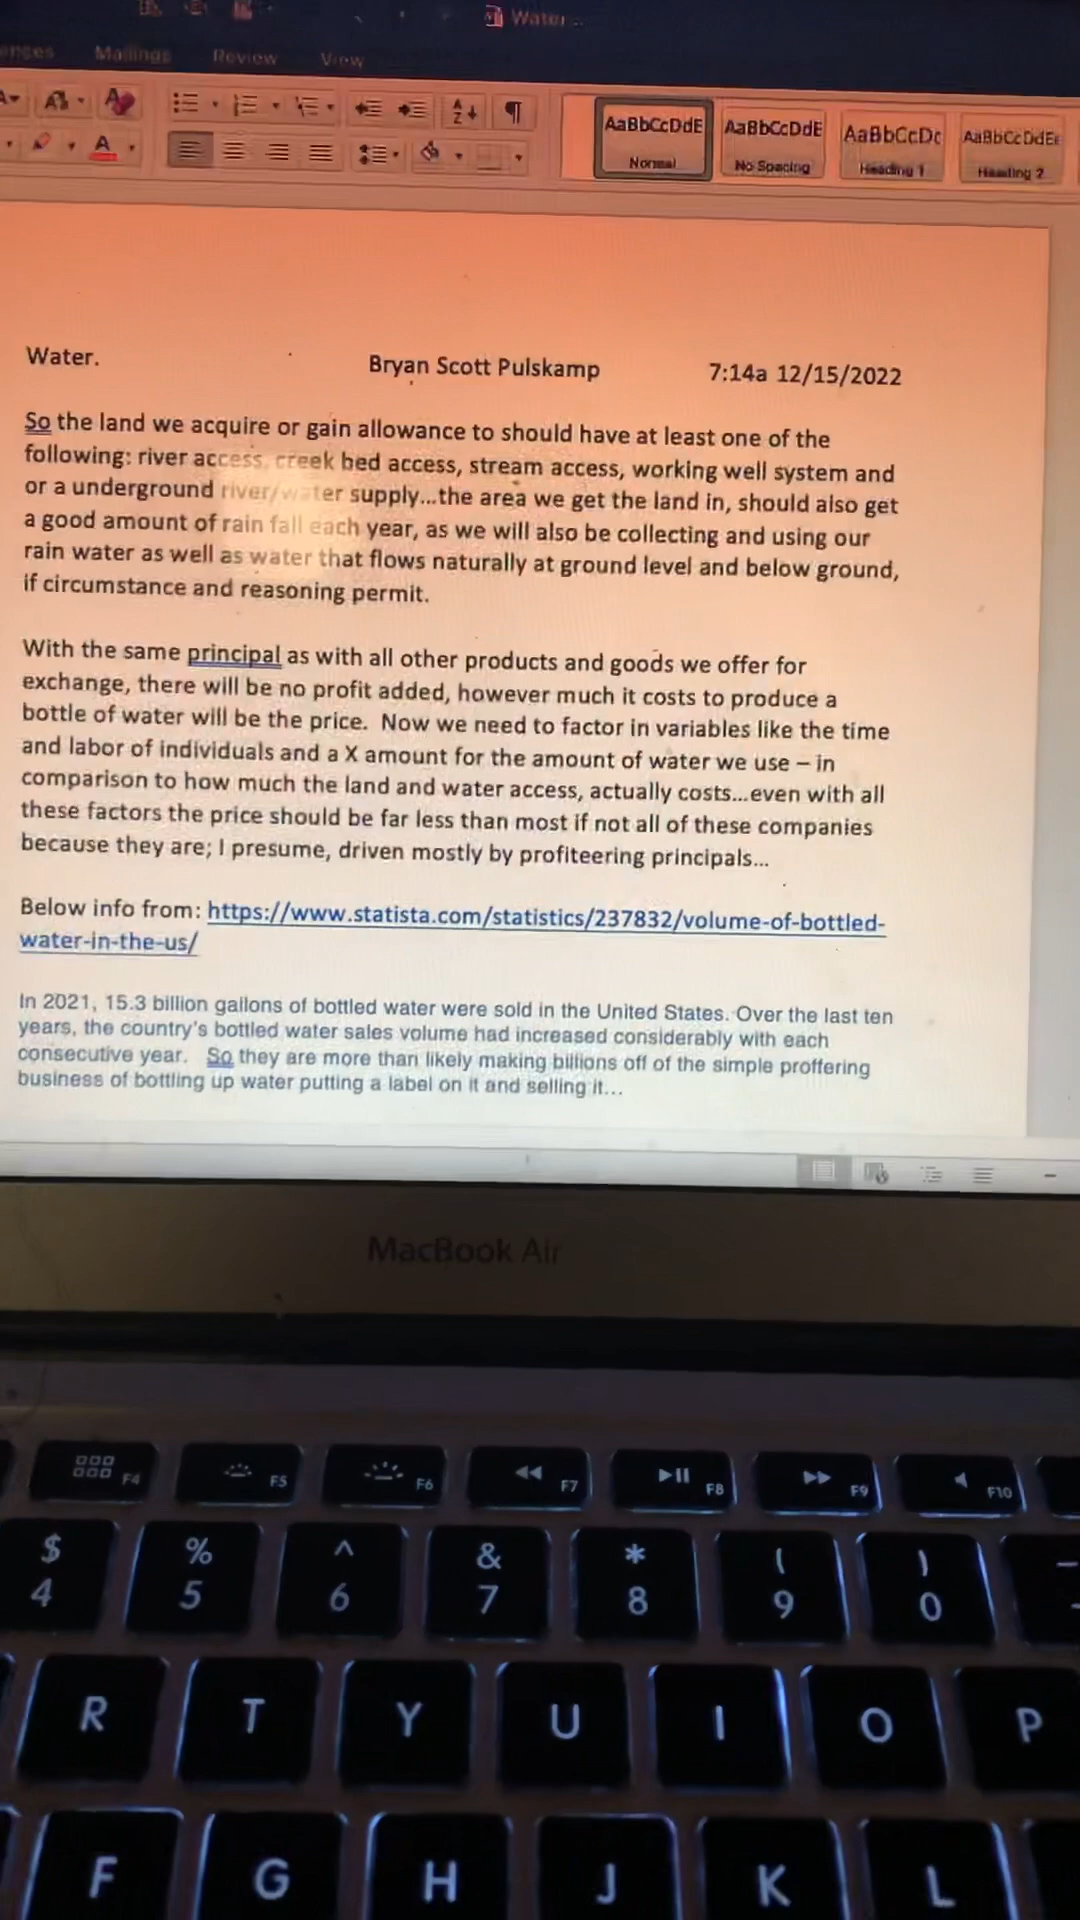 Water
ences Mailings Review View
AaBbCcDdE AaBbCcDdE AaBbCcDc AaBbCcDdEe
Normal No Spacing Heading 1 Heading 2
Water. Bryan Scott Pulskamp 7:14a 12/15/2022
So the land we acquire or gain allowance to should have at least one of the
following: river access, creek bed access, stream access, working well system and
or a underground river/water supply...the area we get the land in, should also get
a good amount of rain fall each year, as we will also be collecting and using our
rain water as well as water that flows naturally at ground level and below ground,
if circumstance and reasoning permit.
With the same principal as with all other products and goods we offer for
exchange, there will be no profit added, however much it costs to produce a
bottle of water will be the price. Now we need to factor in variables like the time
and labor of individuals and a X amount for the amount of water we use – in
comparison to how much the land and water access, actually costs...even with all
these factors the price should be far less than most if not all of these companies
because they are; I presume, driven mostly by profiteering principals...
Below info from: https://www.statista.com/statistics/237832/volume-of-bottled-
water-in-the-us/
In 2021, 15.3 billion gallons of bottled water were sold in the United States. Over the last ten
years, the country's bottled water sales volume had increased considerably with each
consecutive year. So they are more than likely making billions off of the simple proffering
business of bottling up water putting a label on it and selling it...
MacBook Air
F4 F5 F6 F7 F8 F9 F10
$ % ^ & * ( )
4 5 6 7 8 9 0
R T Y U I O P
F G H J K L